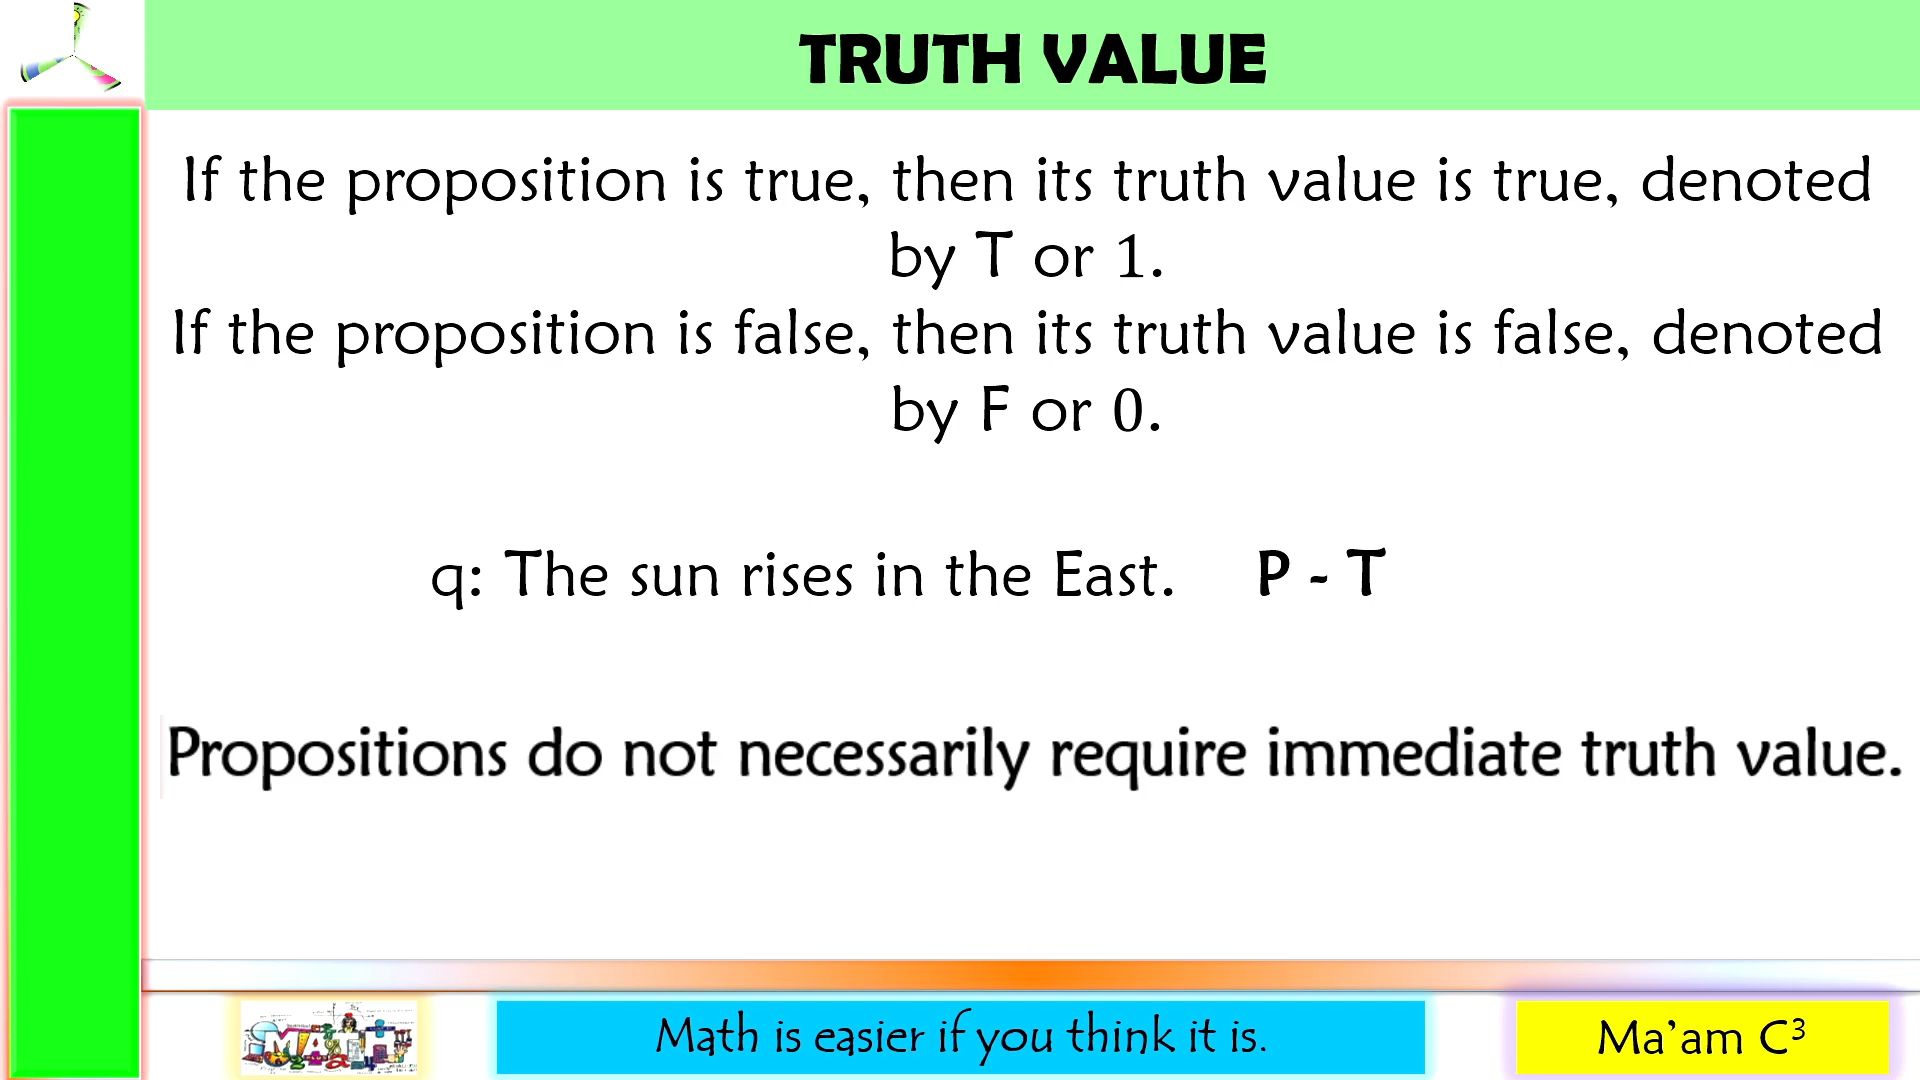 TRUTH VALUE
If the proposition is true, then its truth value is true, denoted
by T or 1.
If the proposition is false, then its truth value is false, denoted
by F or 0.
q: The sun rises in the East. P - T
Propositions do not necessarily require immediate truth value.
MATH
Math is easier if you think it is.
Ma’am C³